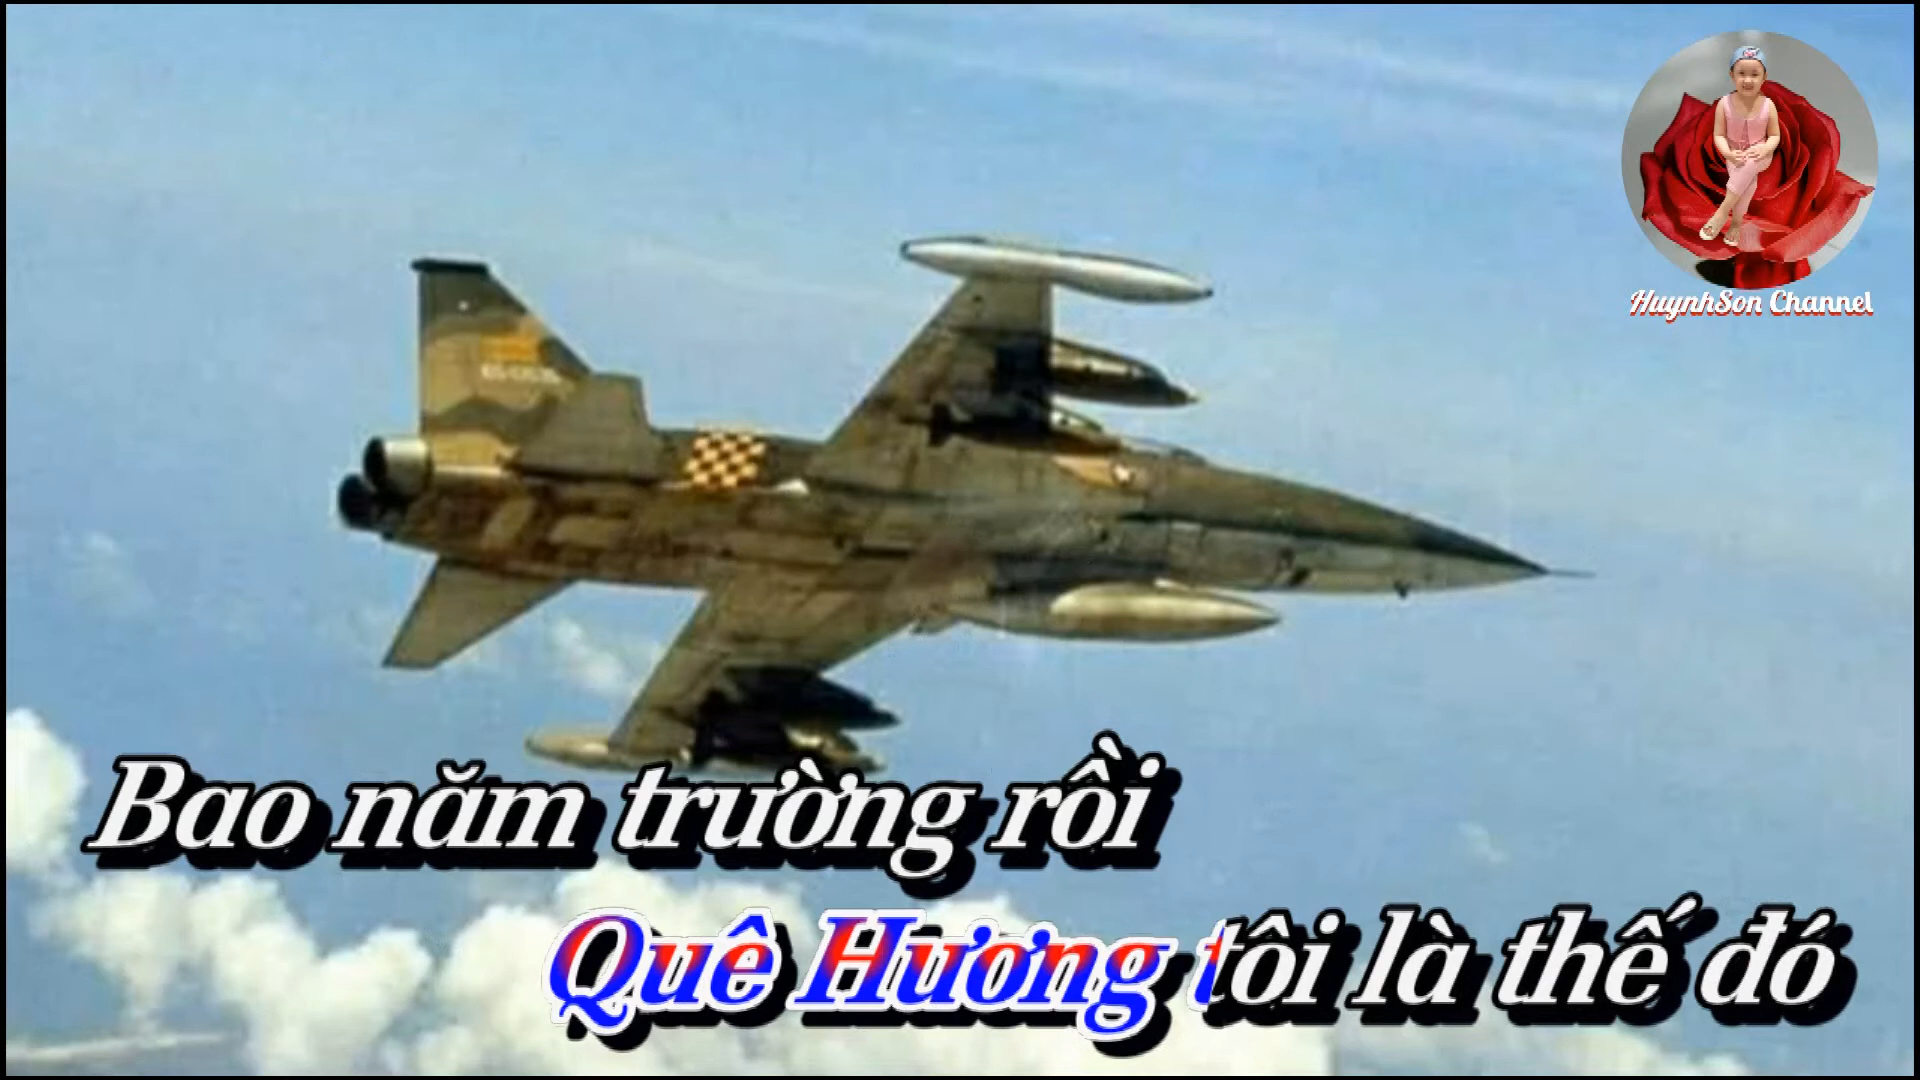 HuynhSon Channel
Bao năm trường rồi
Quê Hương tôi là thế đó